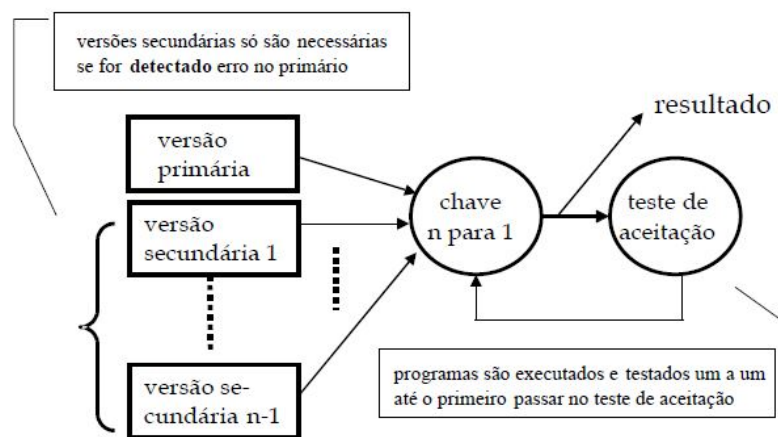 versões secundárias só são necessárias
se for detectado erro no primário
resultado
versão
primária
versão
secundária 1
versão se-
cundária n-1
chave
n para 1
teste de
aceitação
programas são executados e testados um a um
até o primeiro passar no teste de aceitação